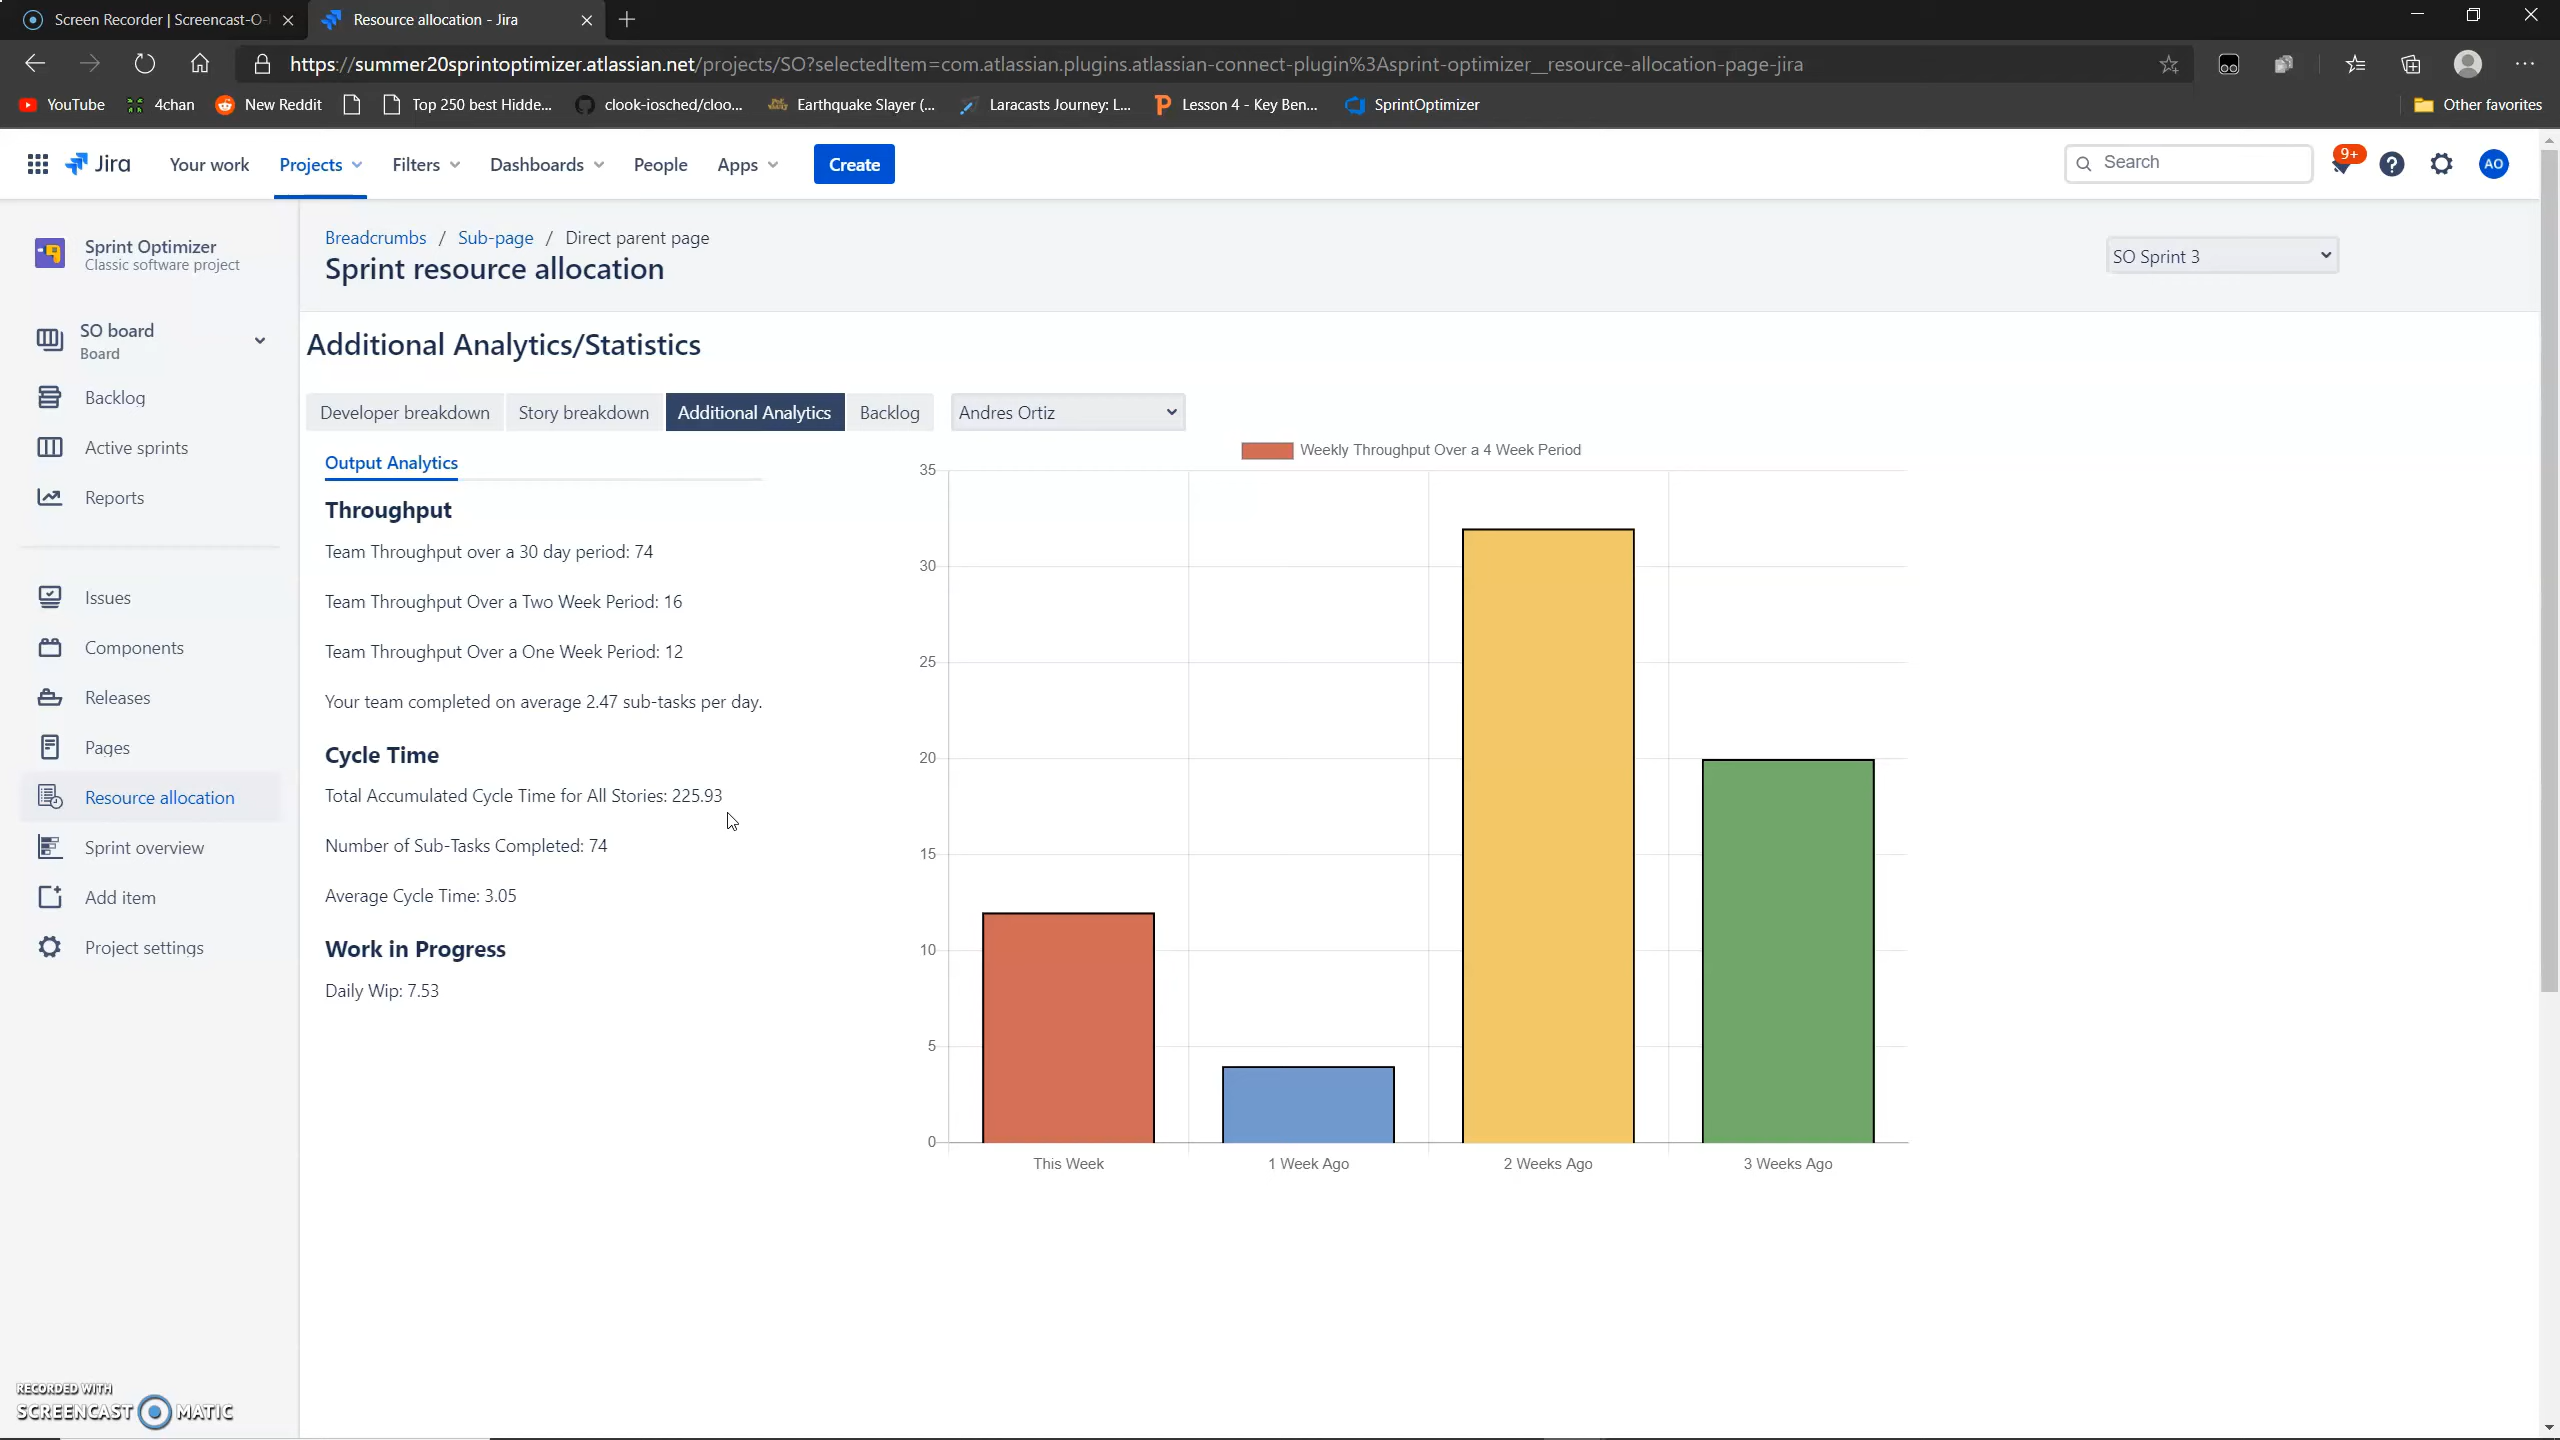 Screen Recorder | Screencast-O-
Resource allocation - Jira
https://summer20sprintoptimizer.atlassian.net/projects/SO?selectedItem=com.atlassian.plugins.atlassian-connect-plugin%3Asprint-optimizer__resource-allocation-page-jira
YouTube
4chan
New Reddit
Top 250 best Hidde...
clook-iosched/cloo...
Earthquake Slayer (...
Laracasts Journey: L...
Lesson 4 - Key Ben...
SprintOptimizer
Other favorites
Jira
Your work
Projects
Filters
Dashboards
People
Apps
Create
Search
9+
AO
Sprint Optimizer
Classic software project
SO board
Board
Backlog
Active sprints
Reports
Issues
Components
Releases
Pages
Resource allocation
Sprint overview
Add item
Project settings
Breadcrumbs / Sub-page / Direct parent page
Sprint resource allocation
SO Sprint 3
Additional Analytics/Statistics
Developer breakdown
Story breakdown
Additional Analytics
Backlog
Andres Ortiz
Output Analytics
Throughput
Team Throughput over a 30 day period: 74
Team Throughput Over a Two Week Period: 16
Team Throughput Over a One Week Period: 12
Your team completed on average 2.47 sub-tasks per day.
Cycle Time
Total Accumulated Cycle Time for All Stories: 225.93
Number of Sub-Tasks Completed: 74
Average Cycle Time: 3.05
Work in Progress
Daily Wip: 7.53
Weekly Throughput Over a 4 Week Period
35
30
25
20
15
10
5
0
This Week
1 Week Ago
2 Weeks Ago
3 Weeks Ago
RECORDED WITH
SCREENCAST MATIC